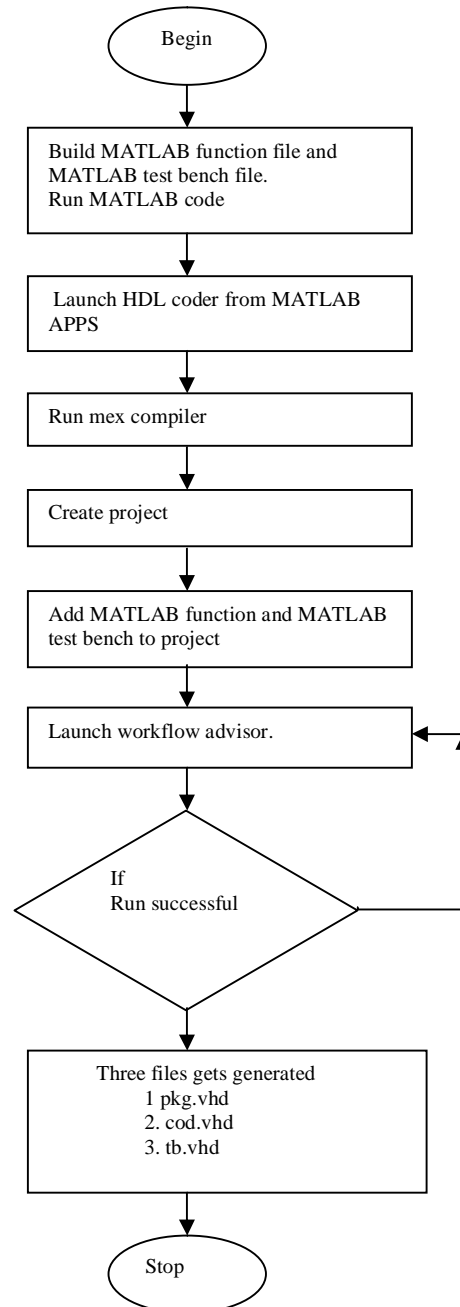 Begin
Build MATLAB function file and
MATLAB test bench file.
Run MATLAB code
Launch HDL coder from MATLAB
APPS
Run mex compiler
Create project
Add MATLAB function and MATLAB
test bench to project
Launch workflow advisor.
If
Run successful
Three files gets generated
1 pkg.vhd
2. cod.vhd
3. tb.vhd
Stop